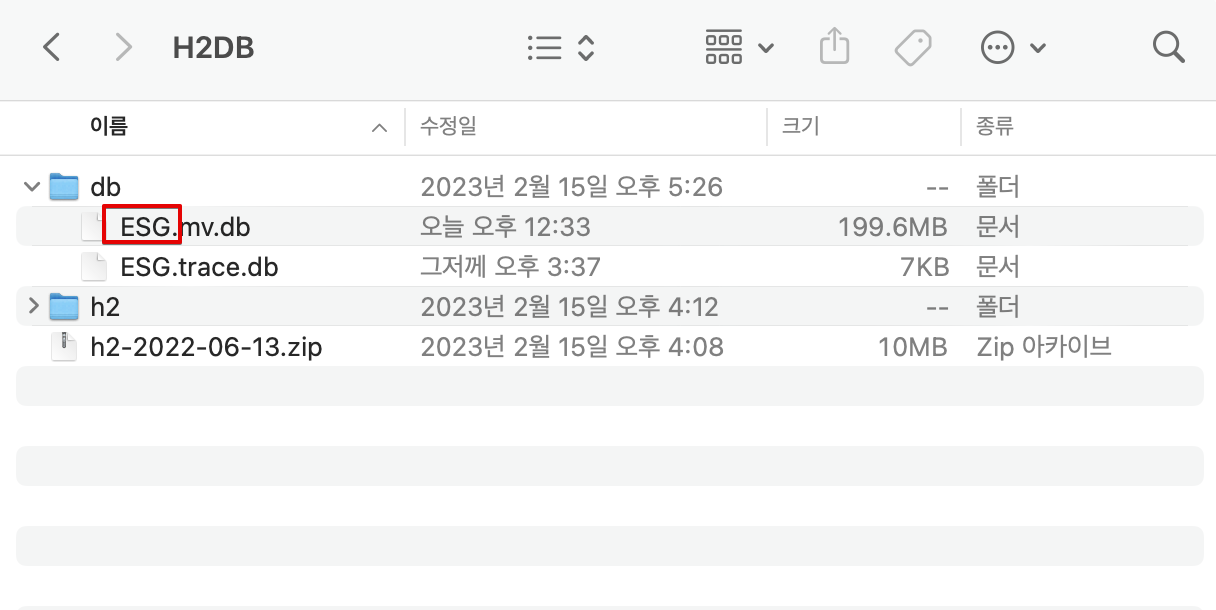 H2DB
이름 수정일 크기 종류
db 2023년 2월 15일 오후 5:26 -- 폴더
ESG.mv.db 오늘 오후 12:33 199.6MB 문서
ESG.trace.db 그저께 오후 3:37 7KB 문서
h2 2023년 2월 15일 오후 4:12 -- 폴더
h2-2022-06-13.zip 2023년 2월 15일 오후 4:08 10MB Zip 아카이브